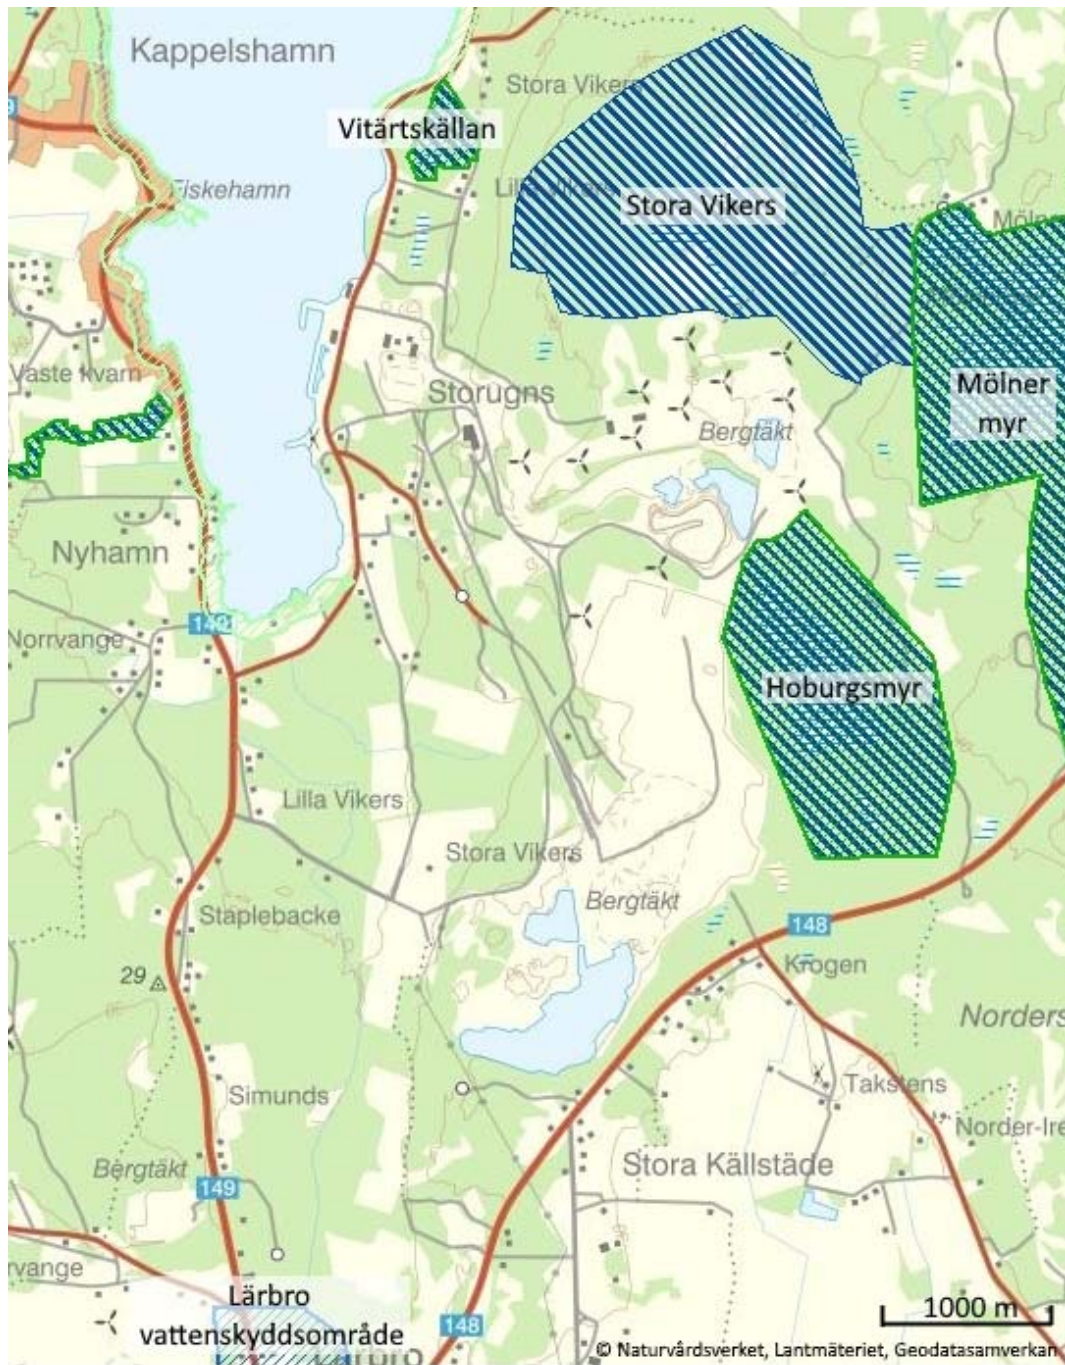 Kappelshamn
Stora Vikers
Vitärtskällan
Fiskehamn
Lilla Vikers
Stora Vikers
Mölner
myr
Väste kvarn
Storugns
Bergtäkt
Nyhamn
149
Norrvange
Hoburgsmyr
Lilla Vikers
Stora Vikers
Bergtäkt
148
Staplebacke
Krogen
29
Norders
Simunds
Takstens
Norder-Ire
Bergtäkt
Stora Källstäde
149
rvange
Lärbro
vattenskyddsområde
148
1000 m
© Naturvårdsverket, Lantmäteriet, Geodatasamverkan